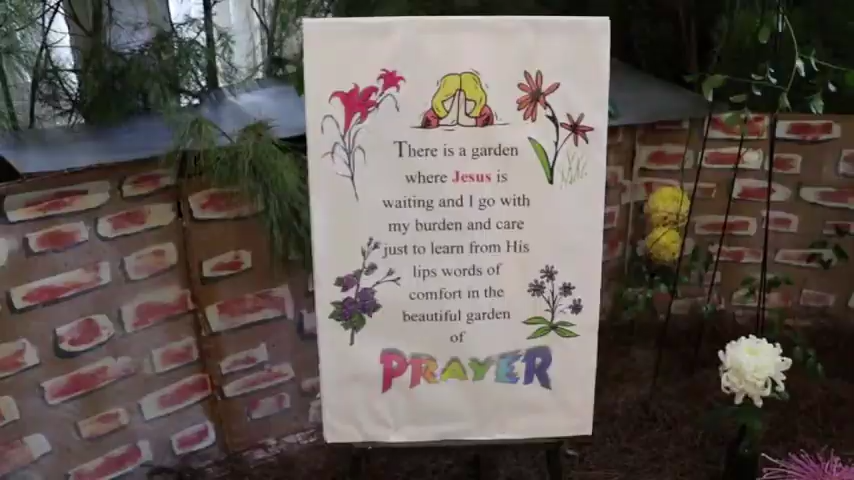 There is a garden
where Jesus is
waiting and I go with
my burden and care
just to learn from His
lips words of
comfort in the
beautiful garden
of
PRAYER